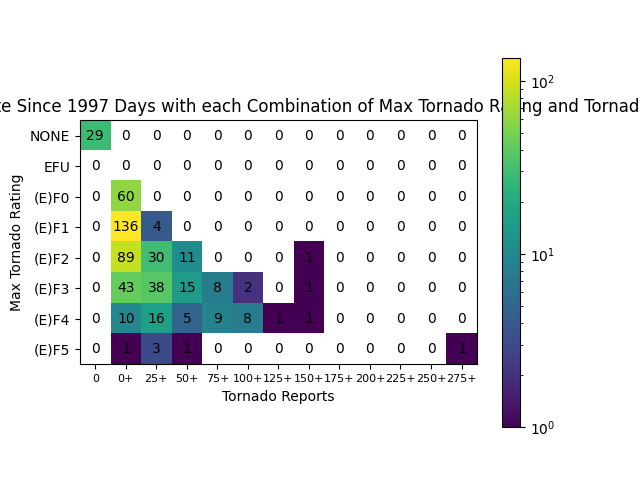 te Since 1997 Days with each Combination of Max Tornado Rating and Tornad
NONE 29 0 0 0 0 0 0 0 0 0 0 0 0
EFU 0 0 0 0 0 0 0 0 0 0 0 0 0
(E)F0 0 60 0 0 0 0 0 0 0 0 0 0 0
(E)F1 0 136 4 0 0 0 0 0 0 0 0 0 0
(E)F2 0 89 30 11 0 0 0 1 0 0 0 0 0
(E)F3 0 43 38 15 8 2 0 1 0 0 0 0 0
(E)F4 0 10 16 5 9 8 1 1 0 0 0 0 0
(E)F5 0 1 3 1 0 0 0 0 0 0 0 0 1
0 0+ 25+ 50+ 75+ 100+ 125+ 150+ 175+ 200+ 225+ 250+ 275+
Tornado Reports
Max Tornado Rating
10²
10¹
10⁰